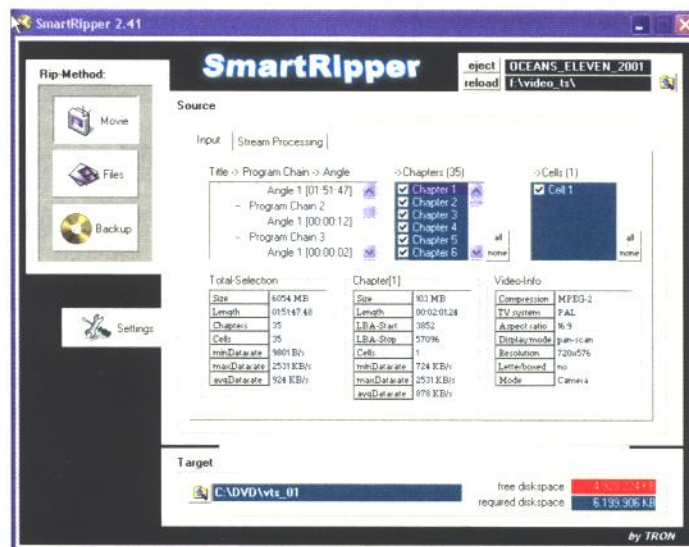 SmartRipper 2.41
Rip-Method:
Movie
Files
Backup
Settings
SmartRipper
eject OCEANS_ELEVEN_2001
reload f:\video_ts\
Source
Input Stream Processing
Title -> Program Chain -> Angle
Angle 1 [01:51:47]
- Program Chain 2
Angle 1 [00:00:12]
- Program Chain 3
Angle 1 [00:00:02]
->Chapters (35)
Chapter 1
Chapter 2
Chapter 3
Chapter 4
Chapter 5
Chapter 6
all
none
->Cells (1)
Cell 1
all
none
Total-Selection
Size 6054 MB
Length 01:51:47.48
Chapters 35
Cells 35
minDatarate 9801 B/s
maxDatarate 2531 KB/s
avgDatarate 924 KB/s
Chapter[1]
Size 103 MB
Length 00:02:01.24
LBA-Start 3852
LBA-Stop 57096
Cells 1
minDatarate 724 KB/s
maxDatarate 2531 KB/s
avgDatarate 878 KB/s
Video-Info
Compression MPEG-2
TV system PAL
Aspect ratio 16:9
Display mode pan-scan
Resolution 720x576
Letterboxed no
Mode Camera
Target
C:\DVD\vts_01
free diskspace
required diskspace 6.199.906 KB
by TRON